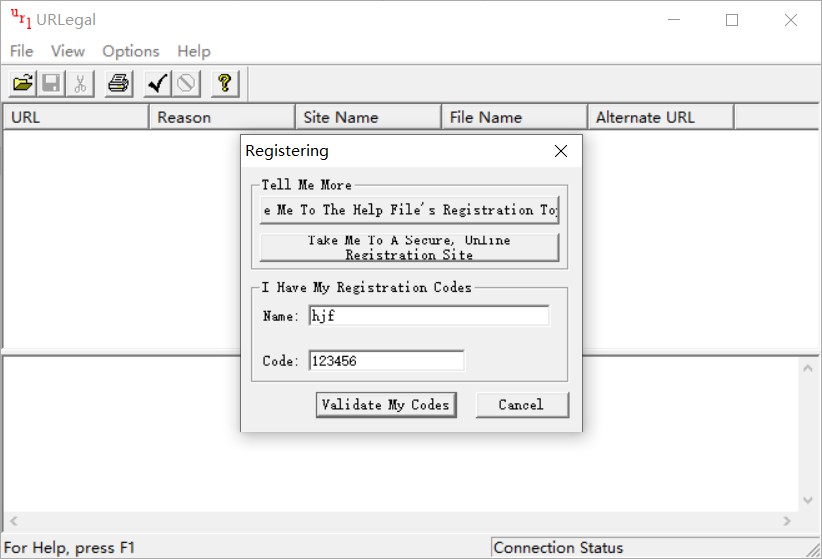 url URLegal
File View Options Help
URL Reason Site Name File Name Alternate URL
Registering
Tell Me More
e Me To The Help File's Registration To
Take Me To A Secure, Online
Registration Site
I Have My Registration Codes
Name: hjf
Code: 123456
Validate My Codes Cancel
For Help, press F1 Connection Status